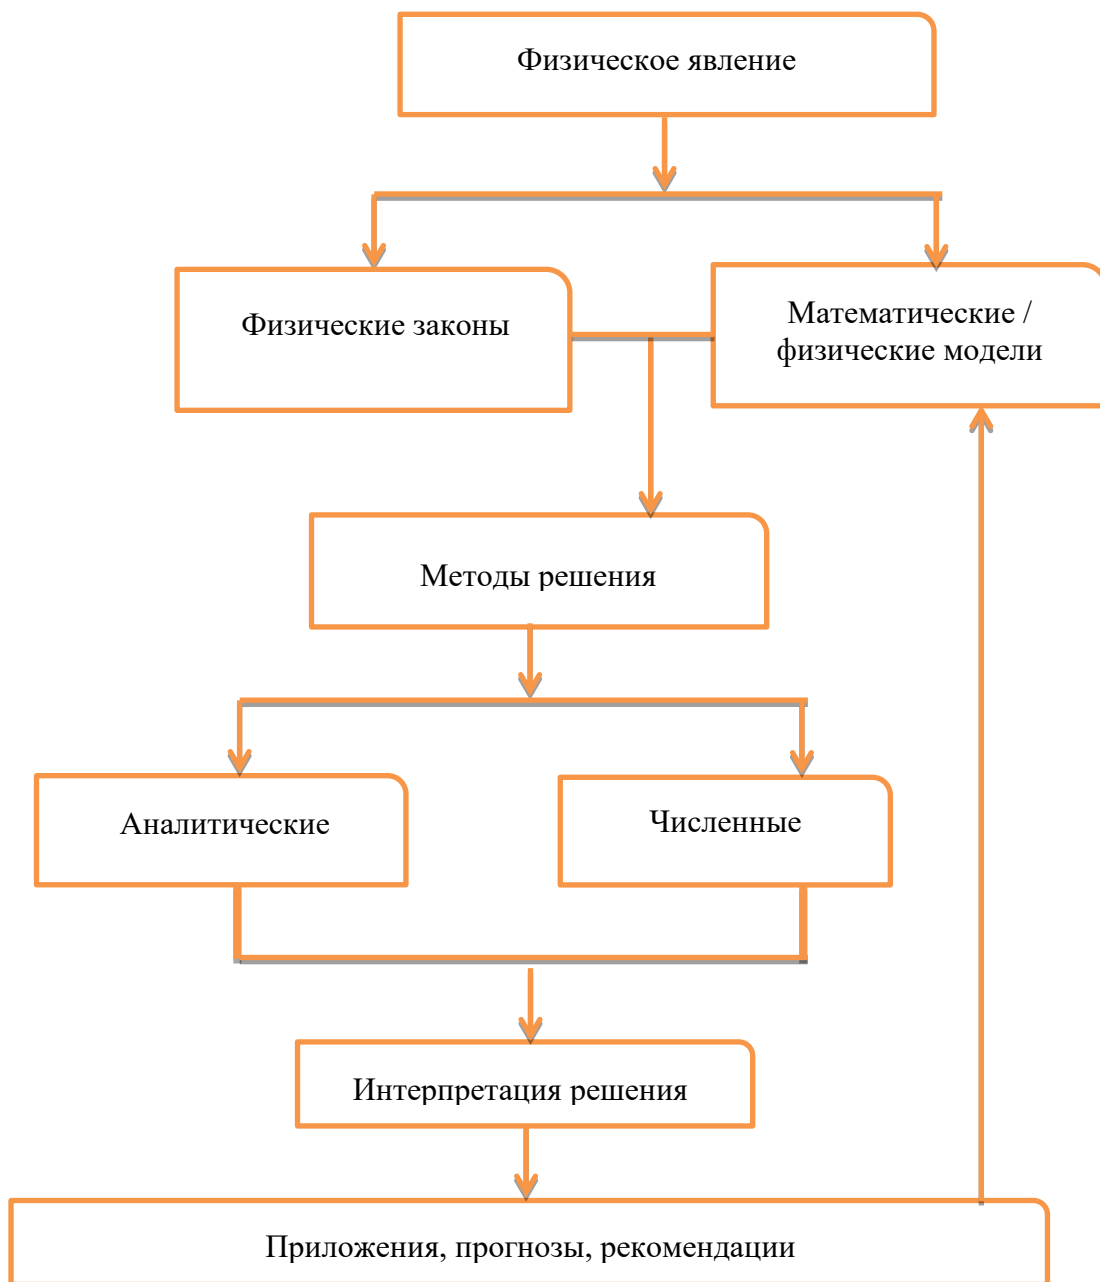 Физическое явление
Физические законы
Математические /
физические модели
Методы решения
Аналитические
Численные
Интерпретация решения
Приложения, прогнозы, рекомендации